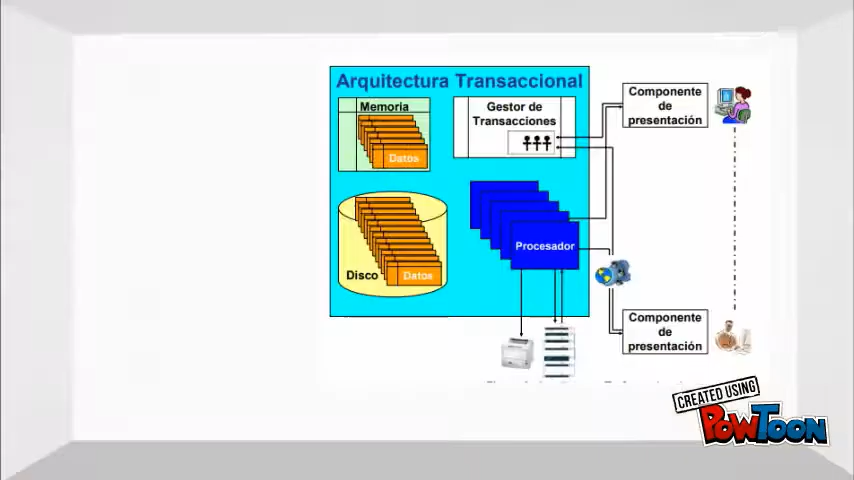 Arquitectura Transaccional
Memoria
Datos
Gestor de
Transacciones
Componente
de
presentación
Procesador
Disco
Datos
Componente
de
presentación
CREATED USING
POWTOON